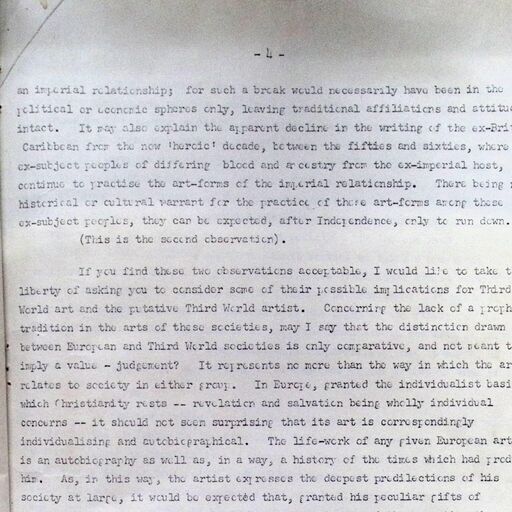 - 4 -
an imperial relationship; for such a break would necessarily have been in the
political or economic spheres only, leaving traditional affiliations and attitu
intact. It may also explain the apparent decline in the writing of the ex-Brit
Caribbean from the now 'heroic' decade, between the fifties and sixties, where
ex-subject peoples of differing blood and ancestry from the ex-imperial host,
continue to practise the art-forms of the imperial relationship. There being n
historical or cultural warrant for the practice of these art-forms among these
ex-subject peoples, they can be expected, after Independence, only to run down.
(This is the second observation).
If you find these two observations acceptable, I would like to take t
liberty of asking you to consider some of their possible implications for Third
World art and the putative Third World artist. Concerning the lack of a proph
tradition in the arts of these societies, may I say that the distinction drawn
between European and Third World societies is only comparative, and not meant t
imply a value - judgement? It represents no more than the way in which the ar
relates to society in either group. In Europe, granted the individualist basi
which Christianity rests -- revelation and salvation being wholly individual
concerns -- it should not seem surprising that its art is correspondingly
individualising and autobiographical. The life-work of any given European art
is an autobiography as well as, in a way, a history of the times which had prod
him. As, in this way, the artist expresses the deepest predilections of his
society at large, it would be expected that, granted his peculiar gifts of